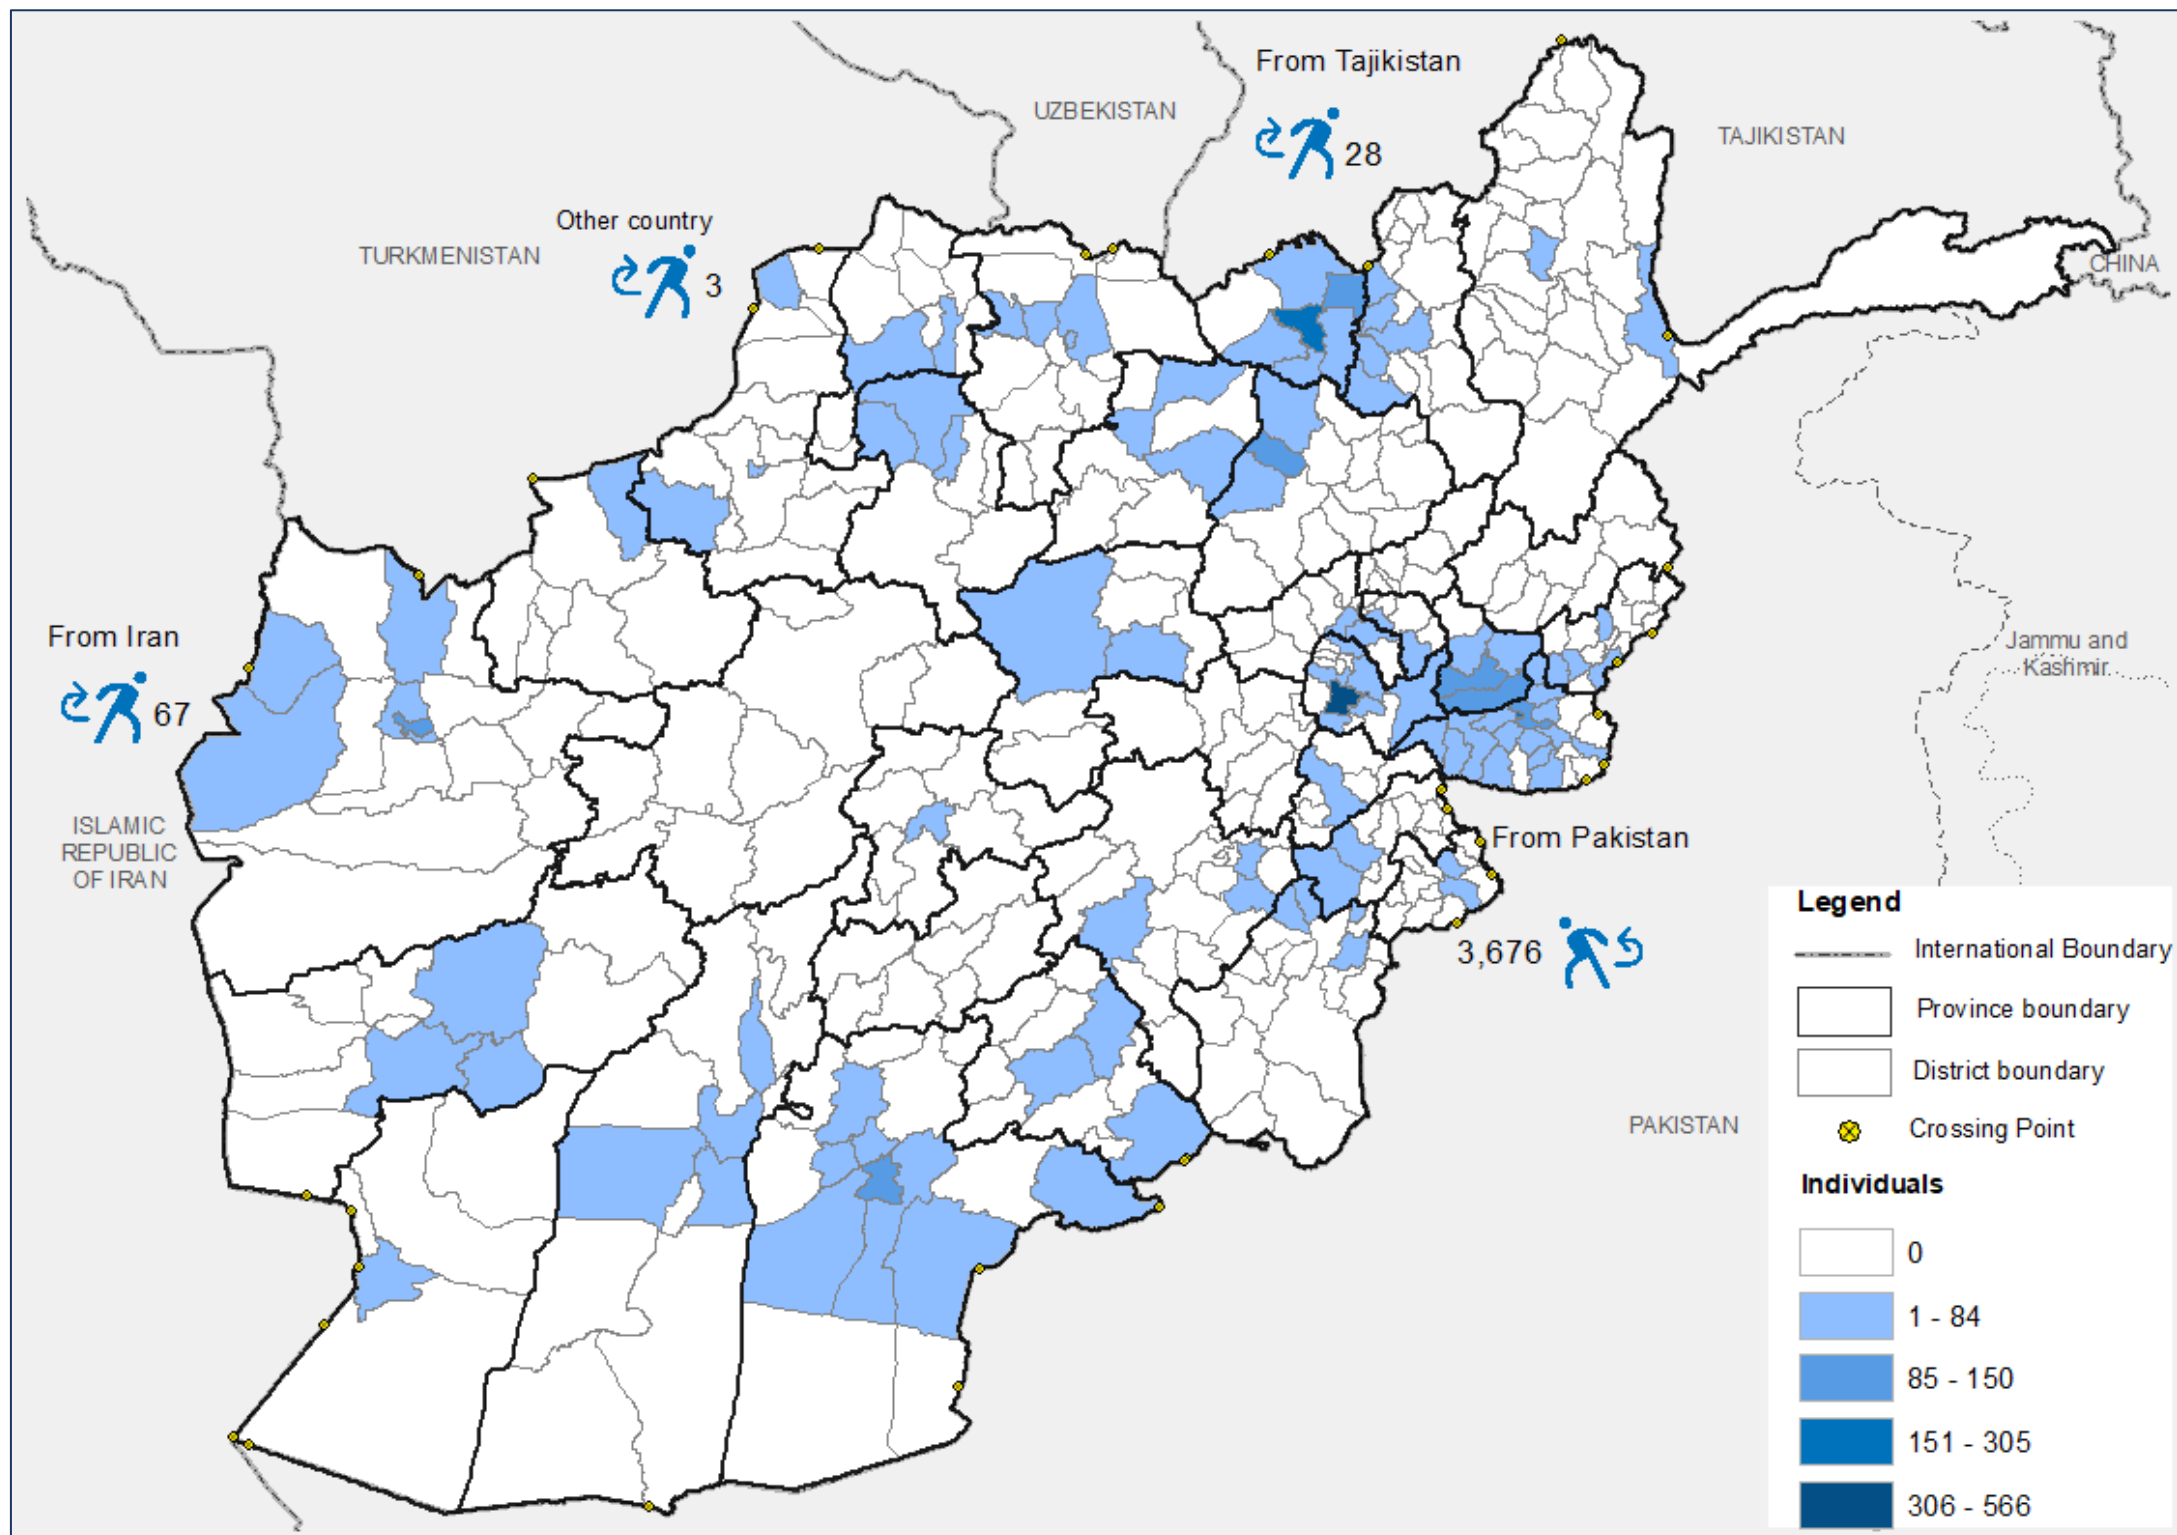 From Tajikistan
UZBEKISTAN
TAJIKISTAN
28
Other country
TURKMENISTAN
3
CHINA
From Iran
67
Jammu and
Kashmir
ISLAMIC
REPUBLIC
OF IRAN
From Pakistan
3,676
PAKISTAN
Legend
International Boundary
Province boundary
District boundary
Crossing Point
Individuals
0
1 - 84
85 - 150
151 - 305
306 - 566